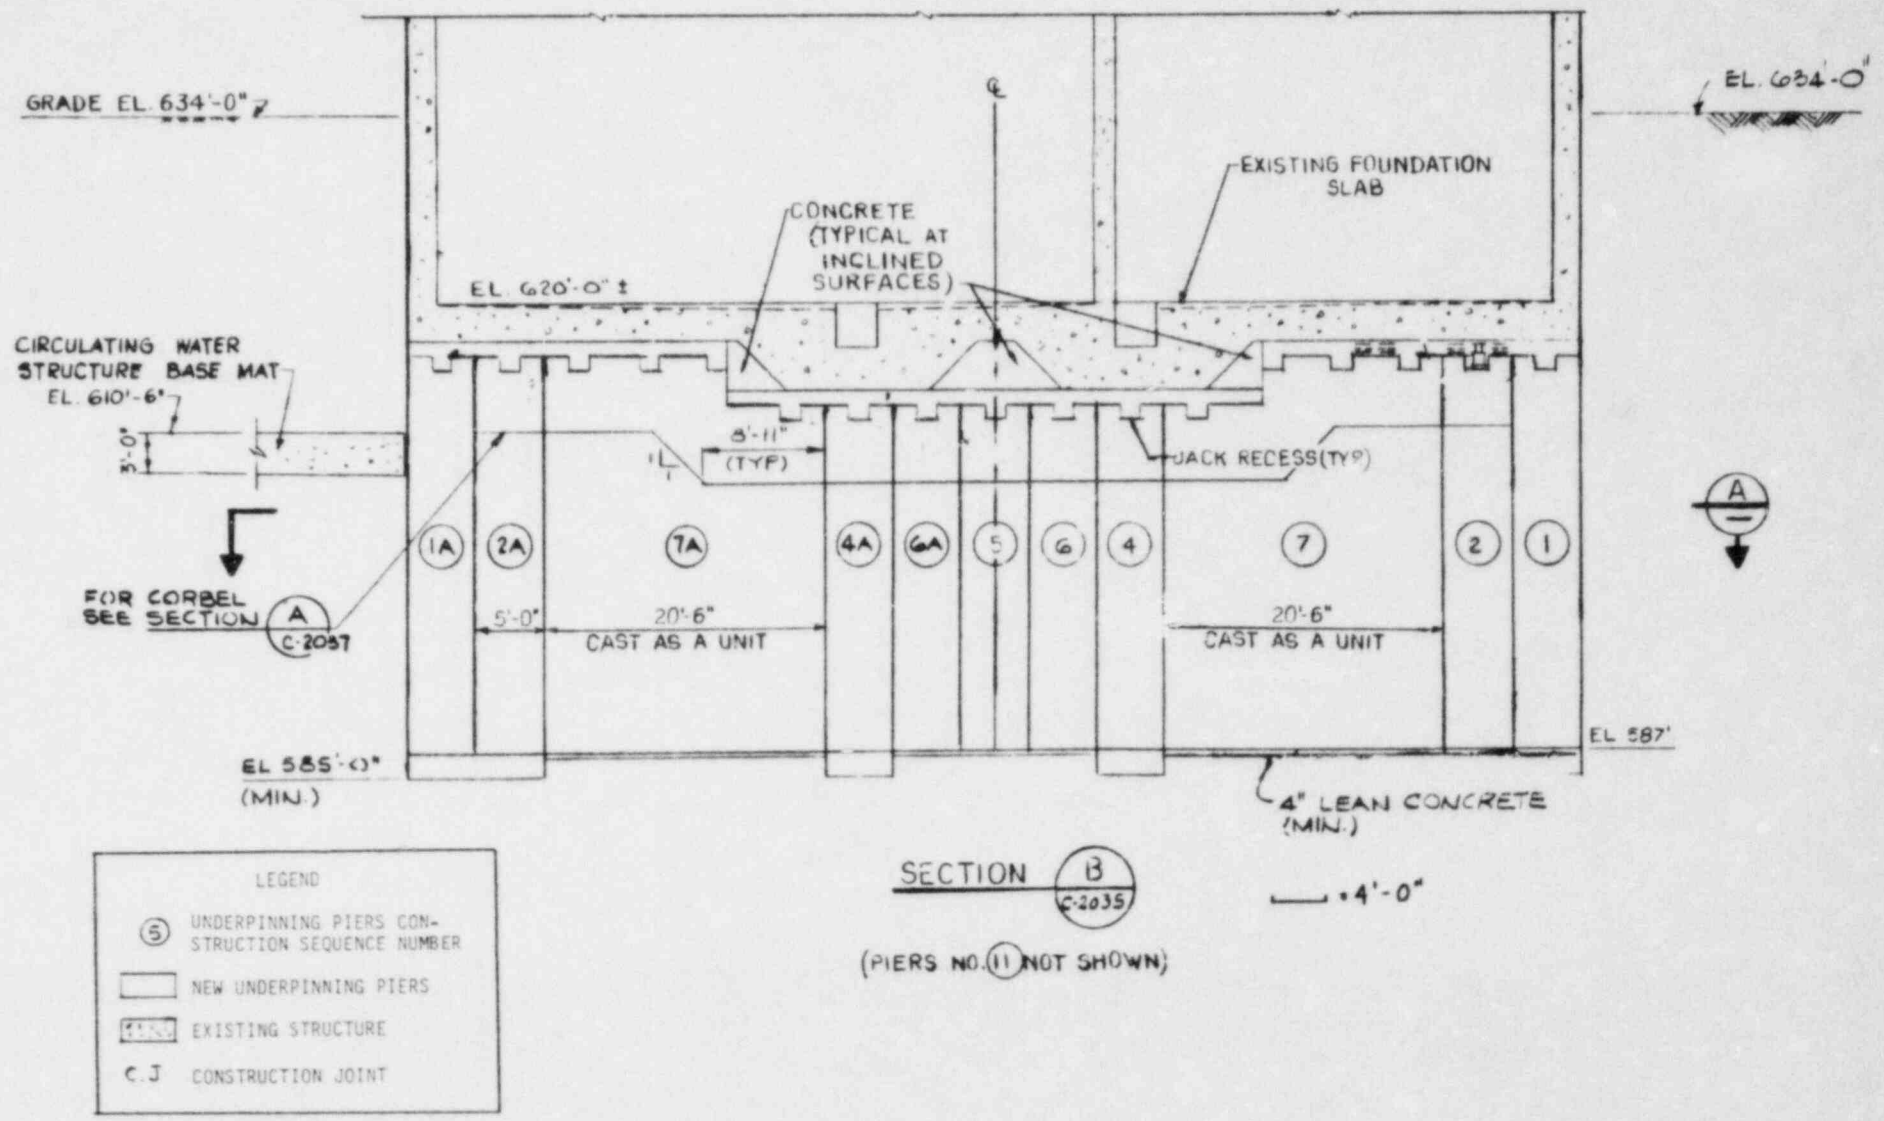 GRADE EL. 634'-0"
℄
EL. 634'-0"
EXISTING FOUNDATION
SLAB
CONCRETE
(TYPICAL AT
INCLINED
SURFACES)
EL. 620'-0" ±
CIRCULATING WATER
STRUCTURE BASE MAT
EL. 610'-6"
3'-0"
8'-11"
(TYP)
1
1
JACK RECESS (TYP)
A
1A
2A
7A
4A
6A
5
6
4
7
2
1
FOR CORBEL
SEE SECTION
A
C-2037
5'-0"
20'-6"
CAST AS A UNIT
20'-6"
CAST AS A UNIT
EL 585'-0"
(MIN.)
EL 587'
4" LEAN CONCRETE
(MIN.)
SECTION B
C-2035
= 4'-0"
(PIERS NO. 11 NOT SHOWN)
LEGEND
5 UNDERPINNING PIERS CON-
STRUCTION SEQUENCE NUMBER
NEW UNDERPINNING PIERS
EXISTING STRUCTURE
C.J CONSTRUCTION JOINT